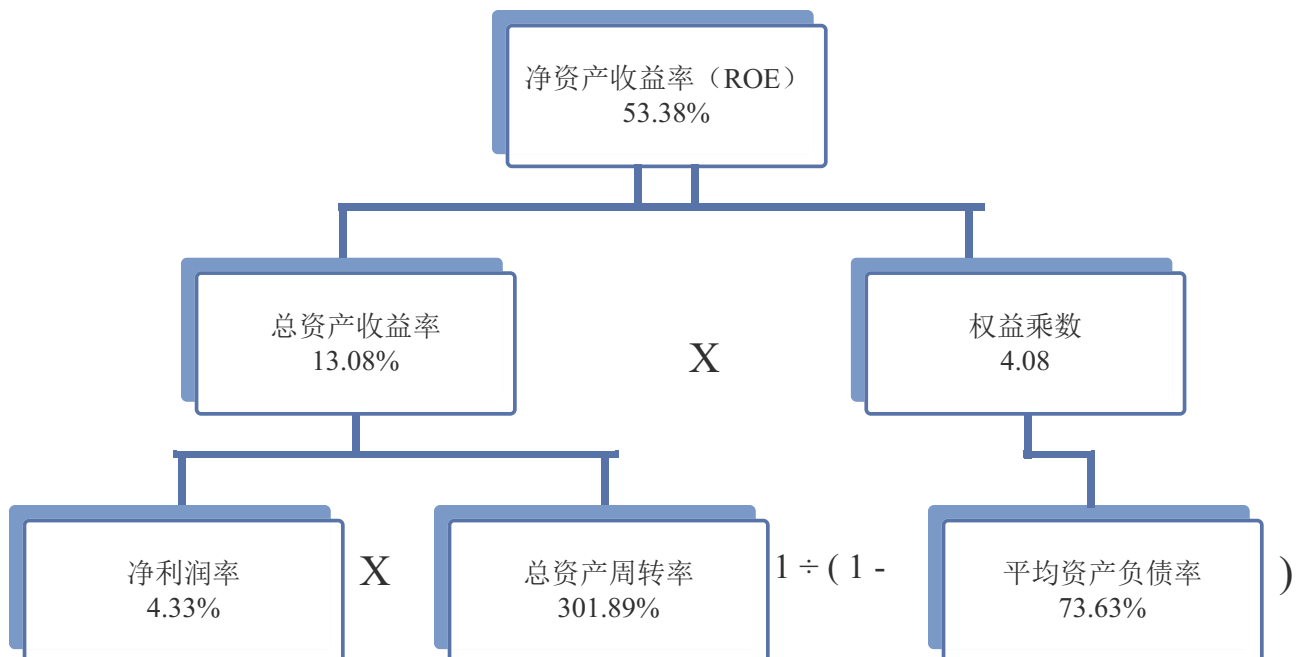 净资产收益率（ROE）
53.38%
总资产收益率
13.08%
X
权益乘数
4.08
净利润率
4.33%
X
总资产周转率
301.89%
1 ÷ ( 1 -
平均资产负债率
73.63%
)